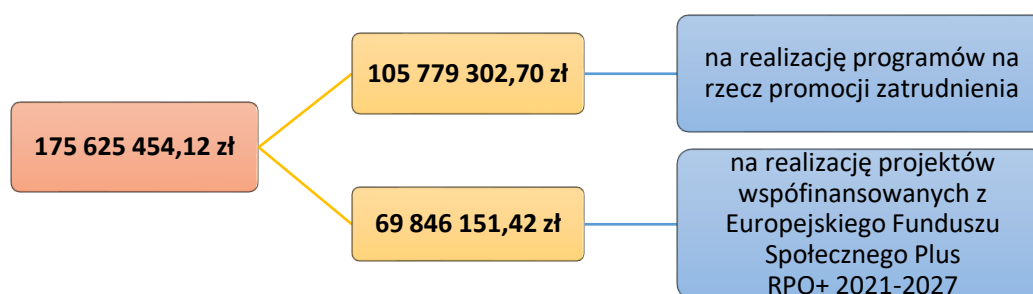 175 625 454,12 zł
105 779 302,70 zł
na realizację programów na
rzecz promocji zatrudnienia
69 846 151,42 zł
na realizację projektów
wspófinansowanych z
Europejskiego Funduszu
Społecznego Plus
RPO+ 2021-2027